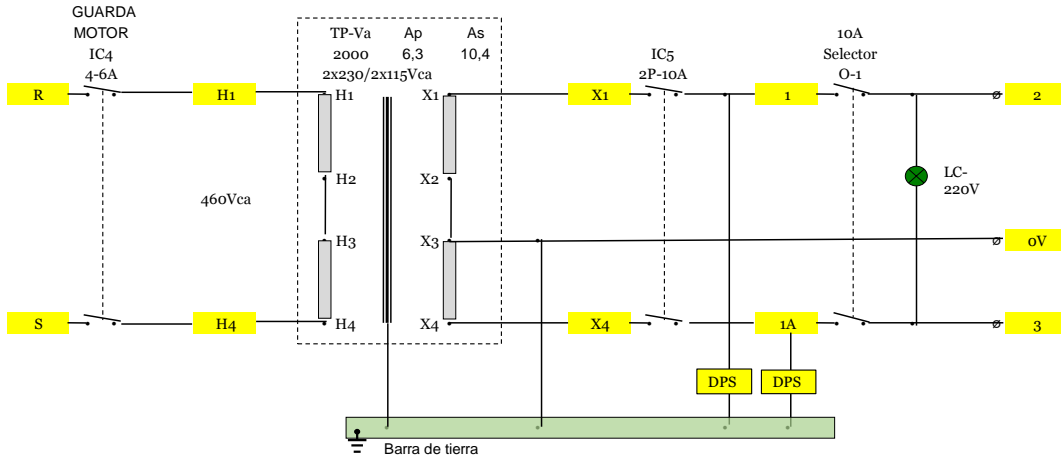 GUARDA
MOTOR
IC4
4-6A
TP-Va Ap As
2000 6,3 10,4
2x230/2x115Vca
IC5
2P-10A
10A
Selector
O-1
R H1 H1 X1 X1 1 2
H2 X2
LC-
220V
460Vca
H3 X3 0V
S H4 H4 X4 X4 1A 3
DPS DPS
Barra de tierra